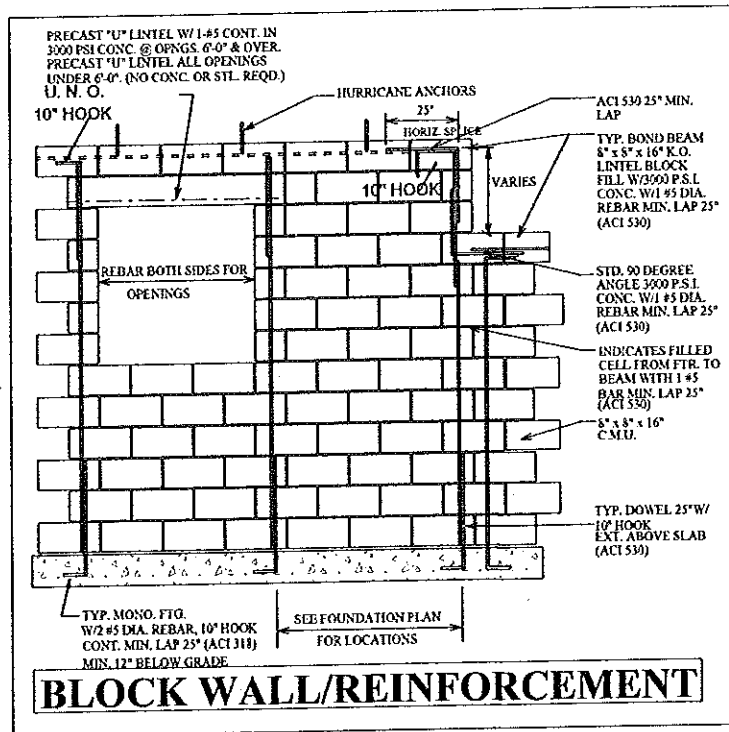 PRECAST "U" LINTEL W/ 1-#5 CONT. IN
3000 PSI CONC. @ OPNGS. 6'-0" & OVER.
PRECAST "U" LINTEL ALL OPENINGS
UNDER 6'-0". (NO CONC. OR STL. REQD.)
U. N. O.
10" HOOK
HURRICANE ANCHORS
25"
HORIZ. SPLICE
10" HOOK
ACI 530 25" MIN.
LAP
VARIES
TYP. BOND BEAM
8" x 8" x 16" K.O.
LINTEL BLOCK
FILL W/3000 P.S.I.
CONC. W/1 #5 DIA.
REBAR MIN. LAP 25"
(ACI 530)
REBAR BOTH SIDES FOR
OPENINGS
STD. 90 DEGREE
ANGLE 3000 P.S.I.
CONC. W/1 #5 DIA.
REBAR MIN. LAP 25"
(ACI 530)
INDICATES FILLED
CELL FROM FTR. TO
BEAM WITH 1 #5
BAR MIN. LAP 25"
(ACI 530)
8" x 8" x 16"
C.M.U.
TYP. DOWEL 25" W/
10" HOOK
EXT. ABOVE SLAB
(ACI 530)
TYP. MONO. FTG.
W/2 #5 DIA. REBAR, 10" HOOK
CONT. MIN. LAP 25" (ACI 318)
MIN. 12" BELOW GRADE
SEE FOUNDATION PLAN
FOR LOCATIONS
BLOCK WALL/REINFORCEMENT